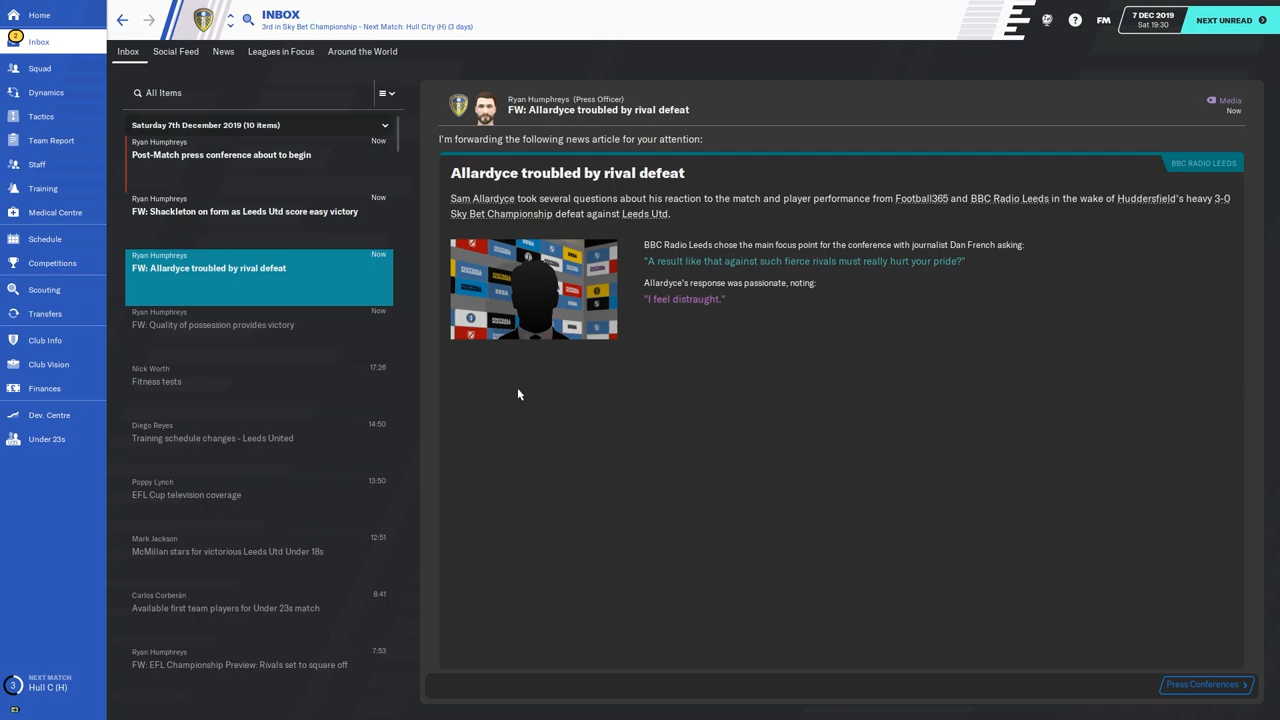 Home
2
Inbox
Squad
Dynamics
Tactics
Team Report
Staff
Training
Medical Centre
Schedule
Competitions
Scouting
Transfers
Club Info
Club Vision
Finances
Dev. Centre
Under 23s
3
NEXT MATCH
Hull C (H)
INBOX
3rd in Sky Bet Championship - Next Match: Hull City (H) (3 days)
?
FM
7 DEC 2019
Sat 19:30
NEXT UNREAD
Inbox Social Feed News Leagues in Focus Around the World
All Items
Saturday 7th December 2019 (10 items)
Ryan Humphreys Now
Post-Match press conference about to begin
Ryan Humphreys Now
FW: Shackleton on form as Leeds Utd score easy victory
Ryan Humphreys Now
FW: Allardyce troubled by rival defeat
Ryan Humphreys Now
FW: Quality of possession provides victory
Nick Worth 17:26
Fitness tests
Diego Reyes 14:50
Training schedule changes - Leeds United
Poppy Lynch 13:50
EFL Cup television coverage
Mark Jackson 12:51
McMillan stars for victorious Leeds Utd Under 18s
Carlos Corberán 8:41
Available first team players for Under 23s match
Ryan Humphreys 7:53
FW: EFL Championship Preview: Rivals set to square off
Ryan Humphreys (Press Officer)
FW: Allardyce troubled by rival defeat
Media
Now
I'm forwarding the following news article for your attention:
BBC RADIO LEEDS
Allardyce troubled by rival defeat
Sam Allardyce took several questions about his reaction to the match and player performance from Football365 and BBC Radio Leeds in the wake of Huddersfield's heavy 3-0
Sky Bet Championship defeat against Leeds Utd.
BBC Radio Leeds chose the main focus point for the conference with journalist Dan French asking:
"A result like that against such fierce rivals must really hurt your pride?"
Allardyce's response was passionate, noting:
"I feel distraught."
Press Conferences